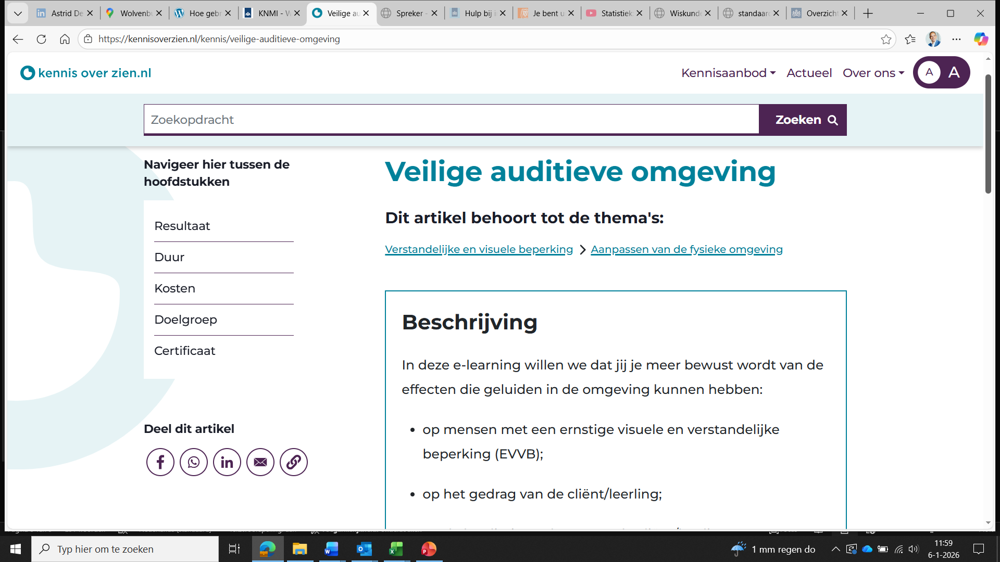 Astrid De
Wolvenb
Hoe gebr
KNMI - W
Veilige au
Spreker -
Hulp bij i
Je bent u
Statistiek
Wiskund
standaar
Overzich
https://kennisoverzien.nl/kennis/veilige-auditieve-omgeving
kennis over zien.nl
Kennisaanbod
Actueel
Over ons
A A
Zoekopdracht
Zoeken
Navigeer hier tussen de
hoofdstukken
Resultaat
Duur
Kosten
Doelgroep
Certificaat
Deel dit artikel
Veilige auditieve omgeving
Dit artikel behoort tot de thema's:
Verstandelijke en visuele beperking
Aanpassen van de fysieke omgeving
Beschrijving
In deze e-learning willen we dat jij je meer bewust wordt van de
effecten die geluiden in de omgeving kunnen hebben:
• op mensen met een ernstige visuele en verstandelijke
beperking (EVVB);
• op het gedrag van de cliënt/leerling;
Typ hier om te zoeken
1 mm regen do
11:59
6-1-2026